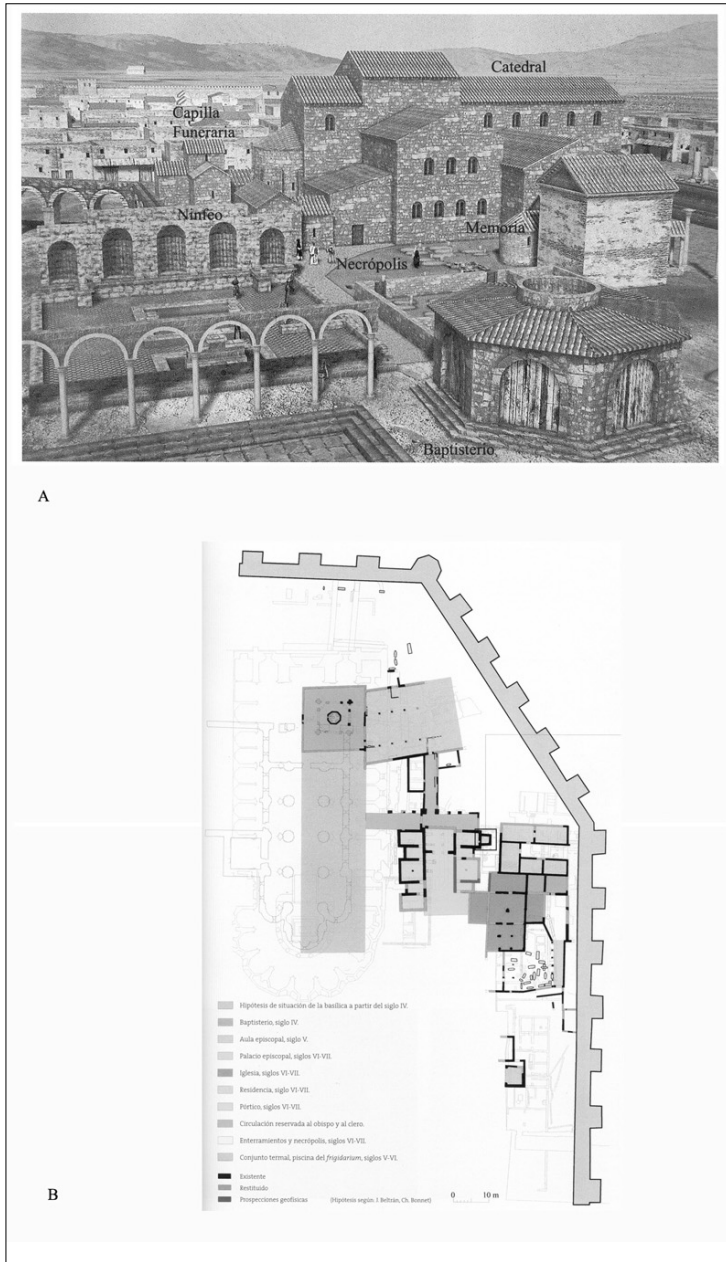 Catedral
Capilla
Funeraria
Ninfeo
Memoria
Necrópolis
Baptisterio
A
Hipótesis de situación de la basílica a partir del siglo IV.
Baptisterio, siglo IV.
Aula episcopal, siglo V.
Palacio episcopal, siglos VI-VII.
Iglesia, siglos VI-VII.
Residencia, siglo VI-VII.
Pórtico, siglos VI-VII.
Circulación reservada al obispo y al clero.
Enterramientos y necrópolis, siglos VI-VII.
Conjunto termal, piscina del frigidarium, siglos V-VI.
Existente
Restituido
Prospecciones geofísicas (Hipótesis según: J. Beltrán, Ch. Bonnet)
0 10 m
B